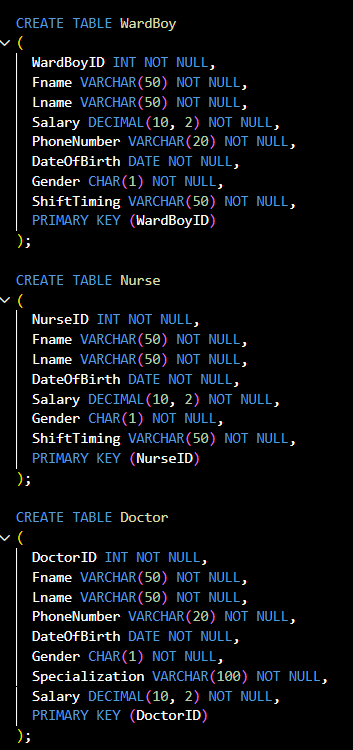 CREATE TABLE WardBoy
(
WardBoyID INT NOT NULL,
Fname VARCHAR(50) NOT NULL,
Lname VARCHAR(50) NOT NULL,
Salary DECIMAL(10, 2) NOT NULL,
PhoneNumber VARCHAR(20) NOT NULL,
DateOfBirth DATE NOT NULL,
Gender CHAR(1) NOT NULL,
ShiftTiming VARCHAR(50) NOT NULL,
PRIMARY KEY (WardBoyID)
);
CREATE TABLE Nurse
(
NurseID INT NOT NULL,
Fname VARCHAR(50) NOT NULL,
Lname VARCHAR(50) NOT NULL,
DateOfBirth DATE NOT NULL,
Salary DECIMAL(10, 2) NOT NULL,
Gender CHAR(1) NOT NULL,
ShiftTiming VARCHAR(50) NOT NULL,
PRIMARY KEY (NurseID)
);
CREATE TABLE Doctor
(
DoctorID INT NOT NULL,
Fname VARCHAR(50) NOT NULL,
Lname VARCHAR(50) NOT NULL,
PhoneNumber VARCHAR(20) NOT NULL,
DateOfBirth DATE NOT NULL,
Gender CHAR(1) NOT NULL,
Specialization VARCHAR(100) NOT NULL,
Salary DECIMAL(10, 2) NOT NULL,
PRIMARY KEY (DoctorID)
);